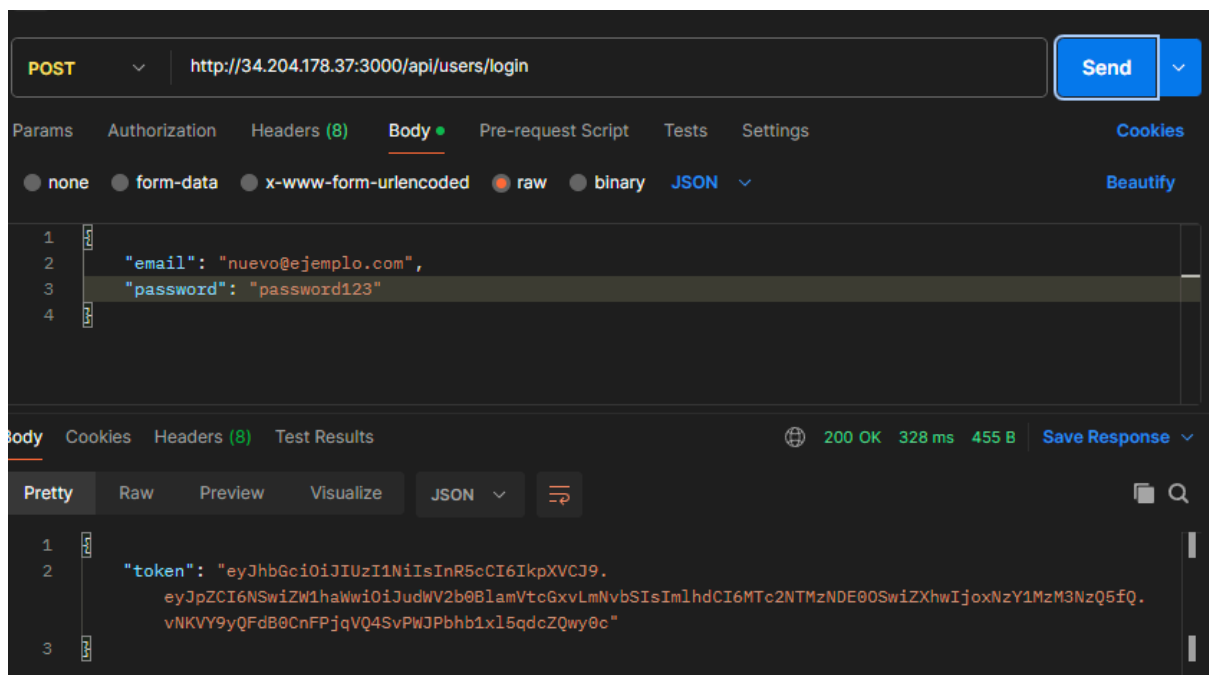 POST http://34.204.178.37:3000/api/users/login Send
Params Authorization Headers (8) Body Pre-request Script Tests Settings Cookies
none form-data x-www-form-urlencoded raw binary JSON Beautify
1 {
2 "email": "nuevo@ejemplo.com",
3 "password": "password123"
4 }
Body Cookies Headers (8) Test Results 200 OK 328 ms 455 B Save Response
Pretty Raw Preview Visualize JSON
1 {
2 "token": "eyJhbGciOiJIUzI1NiIsInR5cCI6IkpXVCJ9.
eyJpZCI6NSwiZW1haWwiOiJudWV2b0BlamVtcGxvLmNvbSIsImlhdCI6MTc2NTMzNDE0OSwiZXhwIjoxNzY1MzM3NzQ5fQ.
vNKVY9yQFdB0CnFPjqVQ4SvPWJPbhb1xl5qdcZQwy0c"
3 }